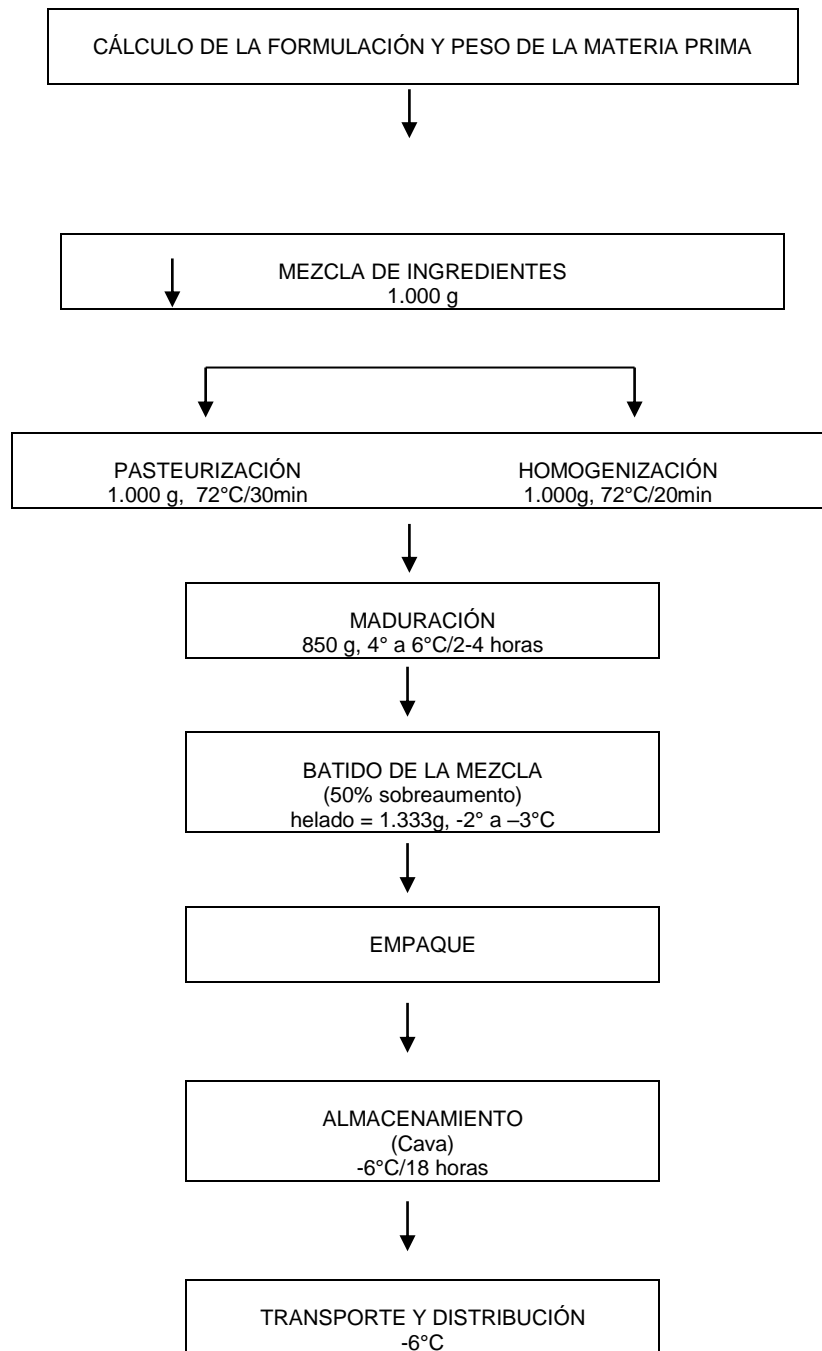 CÁLCULO DE LA FORMULACIÓN Y PESO DE LA MATERIA PRIMA
MEZCLA DE INGREDIENTES
1.000 g
PASTEURIZACIÓN
1.000 g, 72°C/30min
HOMOGENIZACIÓN
1.000g, 72°C/20min
MADURACIÓN
850 g, 4° a 6°C/2-4 horas
BATIDO DE LA MEZCLA
(50% sobreaumento)
helado = 1.333g, -2° a –3°C
EMPAQUE
ALMACENAMIENTO
(Cava)
-6°C/18 horas
TRANSPORTE Y DISTRIBUCIÓN
-6°C